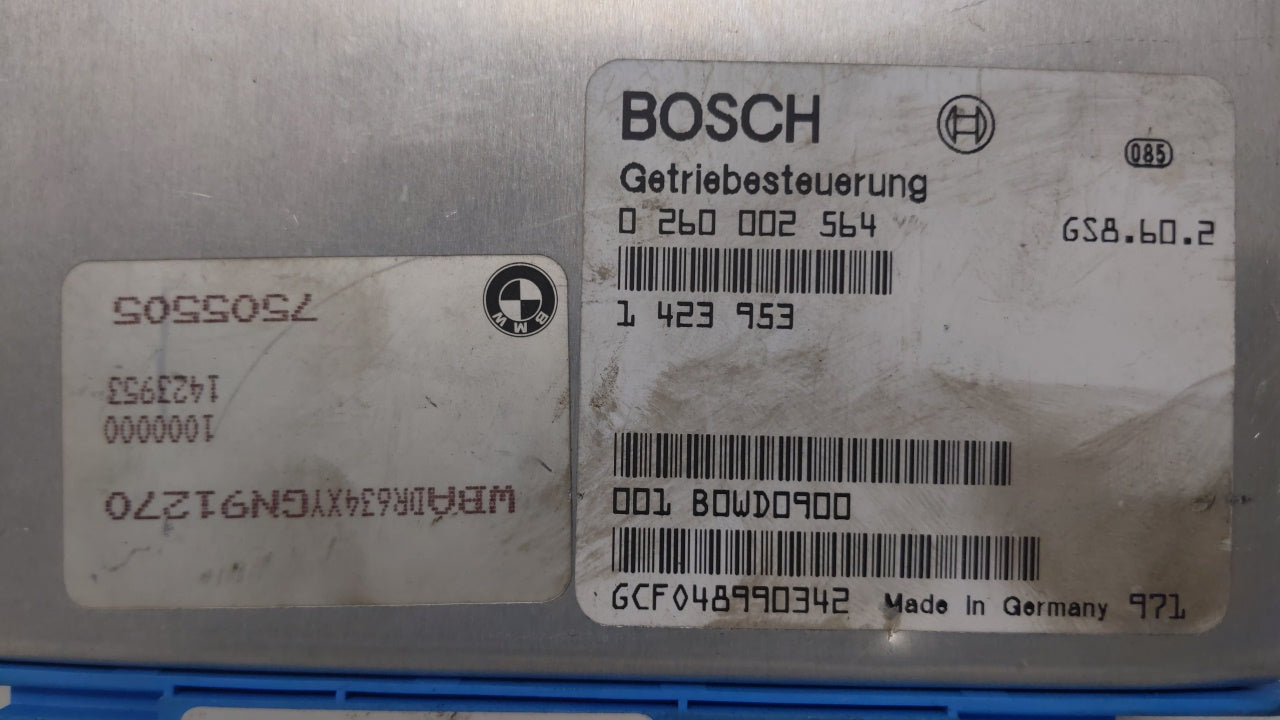 BOSCH
085
Getriebesteuerung
0 260 002 564
GS8.60.2
1 423 953
001 B0WD0900
GCF048990342 Made In Germany 971
BMW
7505505
1423953
1000000
WBADR634XYGN91270